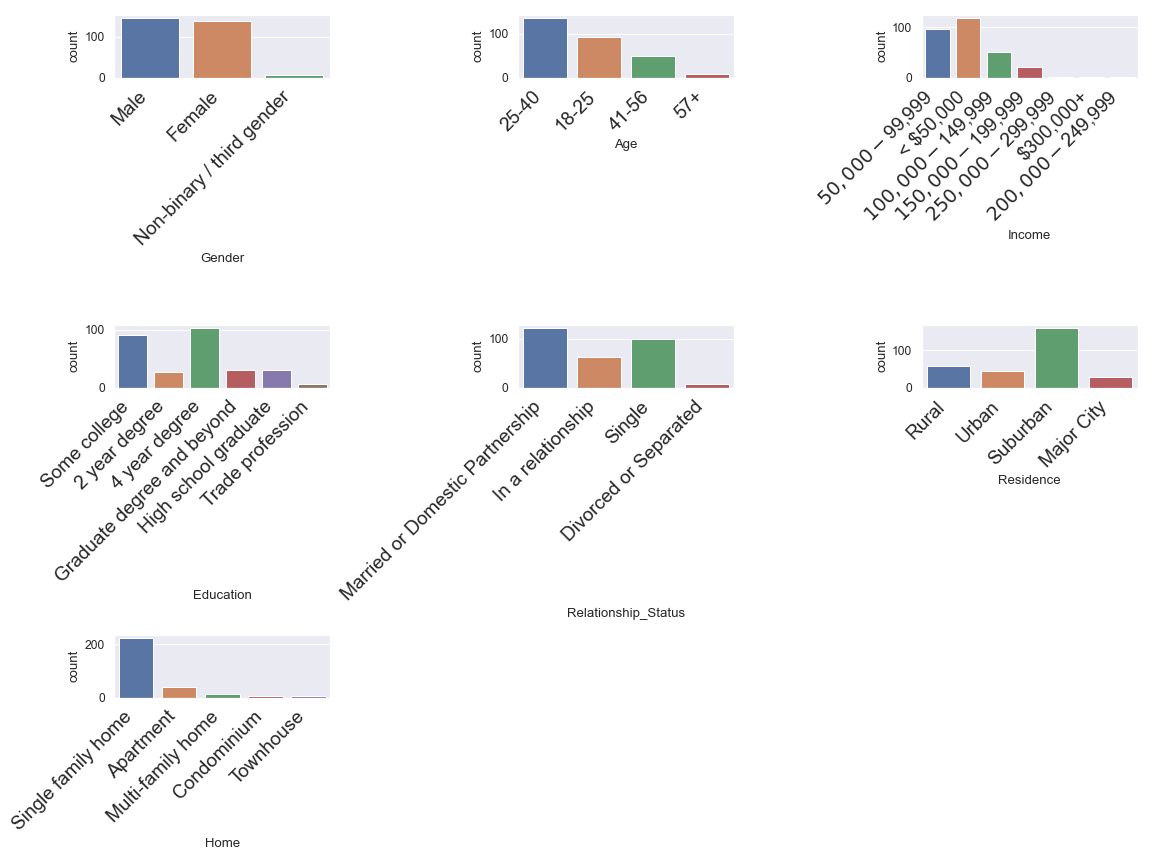 count
100
0
Male
Female
Non-binary / third gender
Gender
count
100
0
25-40
18-25
41-56
57+
Age
count
100
0
50,000 − 99,999
< $50,000
100,000 − 149,999
150,000 − 199,999
250,000 − 299,999
$300,000+
200,000 − 249,999
Income
count
100
0
Some college
2 year degree
4 year degree
Graduate degree and beyond
High school graduate
Trade profession
Education
count
100
0
Married or Domestic Partnership
In a relationship
Single
Divorced or Separated
Relationship_Status
count
100
0
Rural
Urban
Suburban
Major City
Residence
count
200
0
Single family home
Apartment
Multi-family home
Condominium
Townhouse
Home